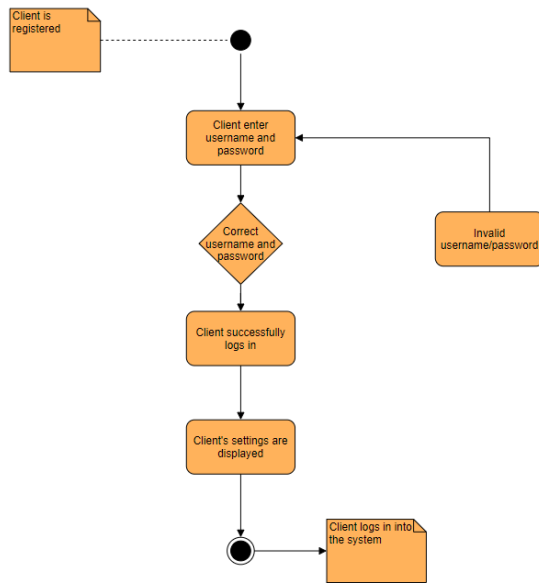 Client is
registered
Client enter
username and
password
Correct
username and
password
Invalid
username/password
Client successfully
logs in
Client's settings are
displayed
Client logs in into
the system